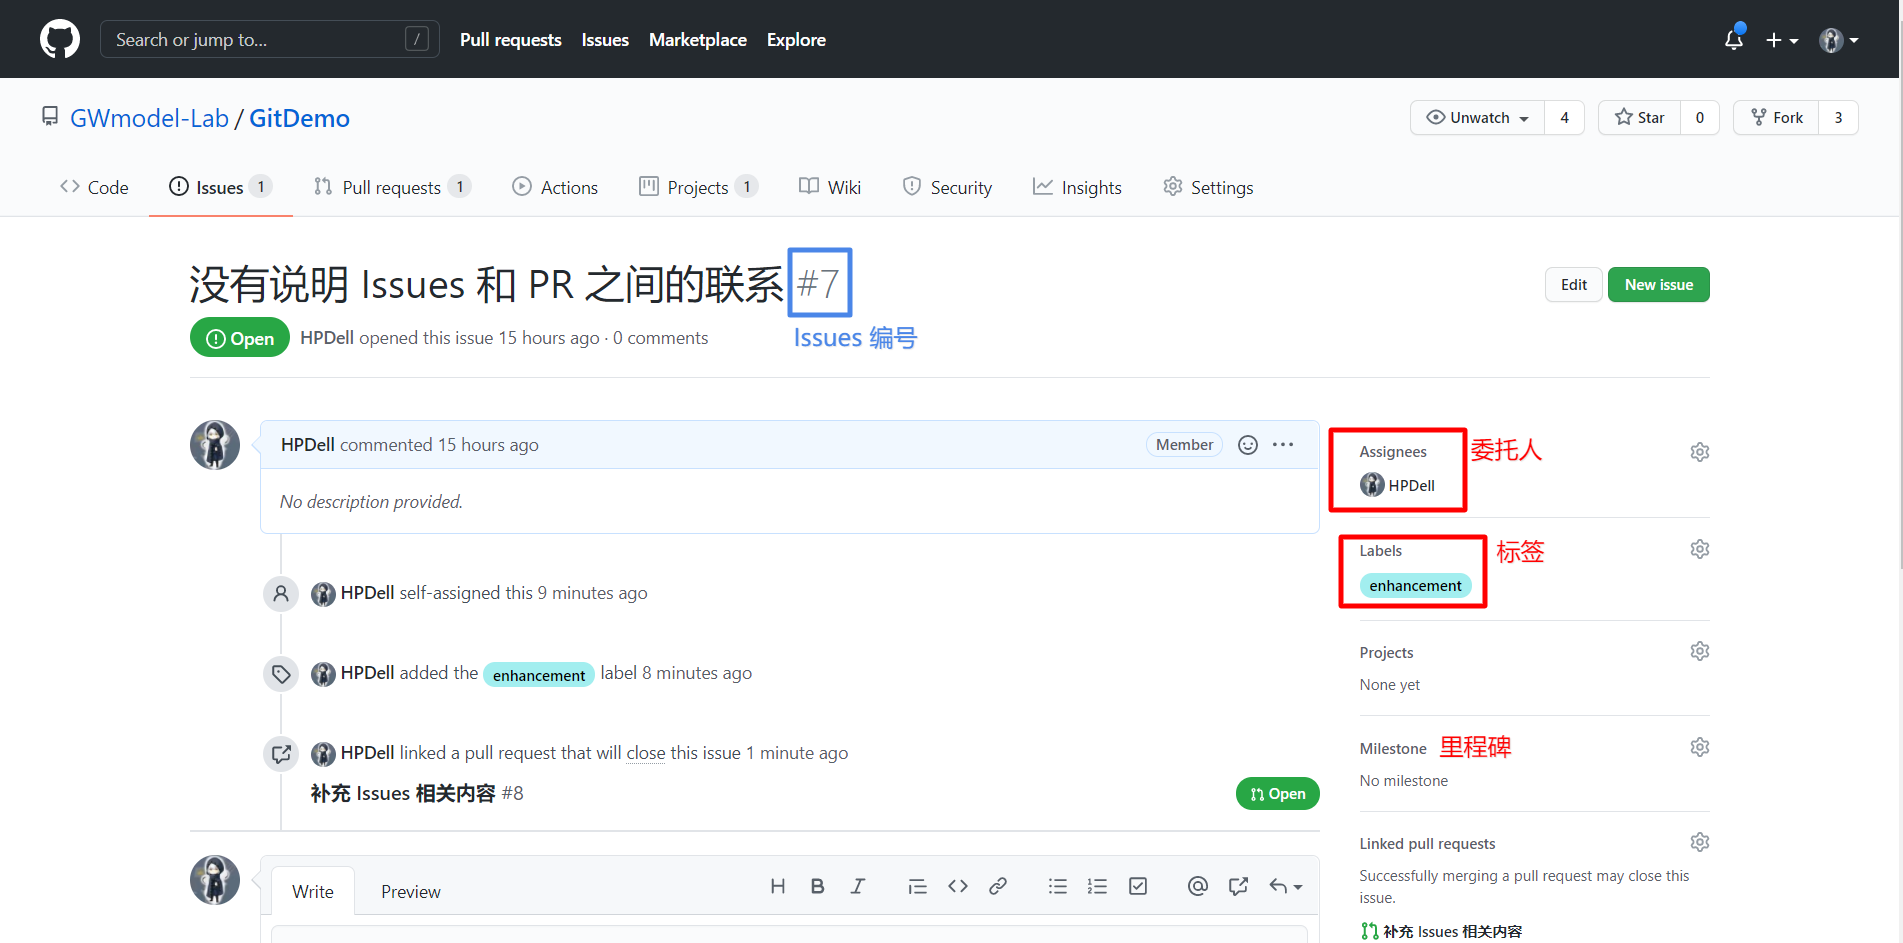 Search or jump to... /
Pull requests Issues Marketplace Explore
GWmodel-Lab / GitDemo
Unwatch 4 Star 0 Fork 3
Code Issues 1 Pull requests 1 Actions Projects 1 Wiki Security Insights Settings
没有说明 Issues 和 PR 之间的联系 #7
Edit New issue
Open HPDell opened this issue 15 hours ago · 0 comments
Issues 编号
HPDell commented 15 hours ago Member
No description provided.
HPDell self-assigned this 9 minutes ago
HPDell added the enhancement label 8 minutes ago
HPDell linked a pull request that will close this issue 1 minute ago
补充 Issues 相关内容 #8
Open
Write Preview
Assignees 委托人
HPDell
Labels 标签
enhancement
Projects
None yet
Milestone 里程碑
No milestone
Linked pull requests
Successfully merging a pull request may close this
issue.
补充 Issues 相关内容